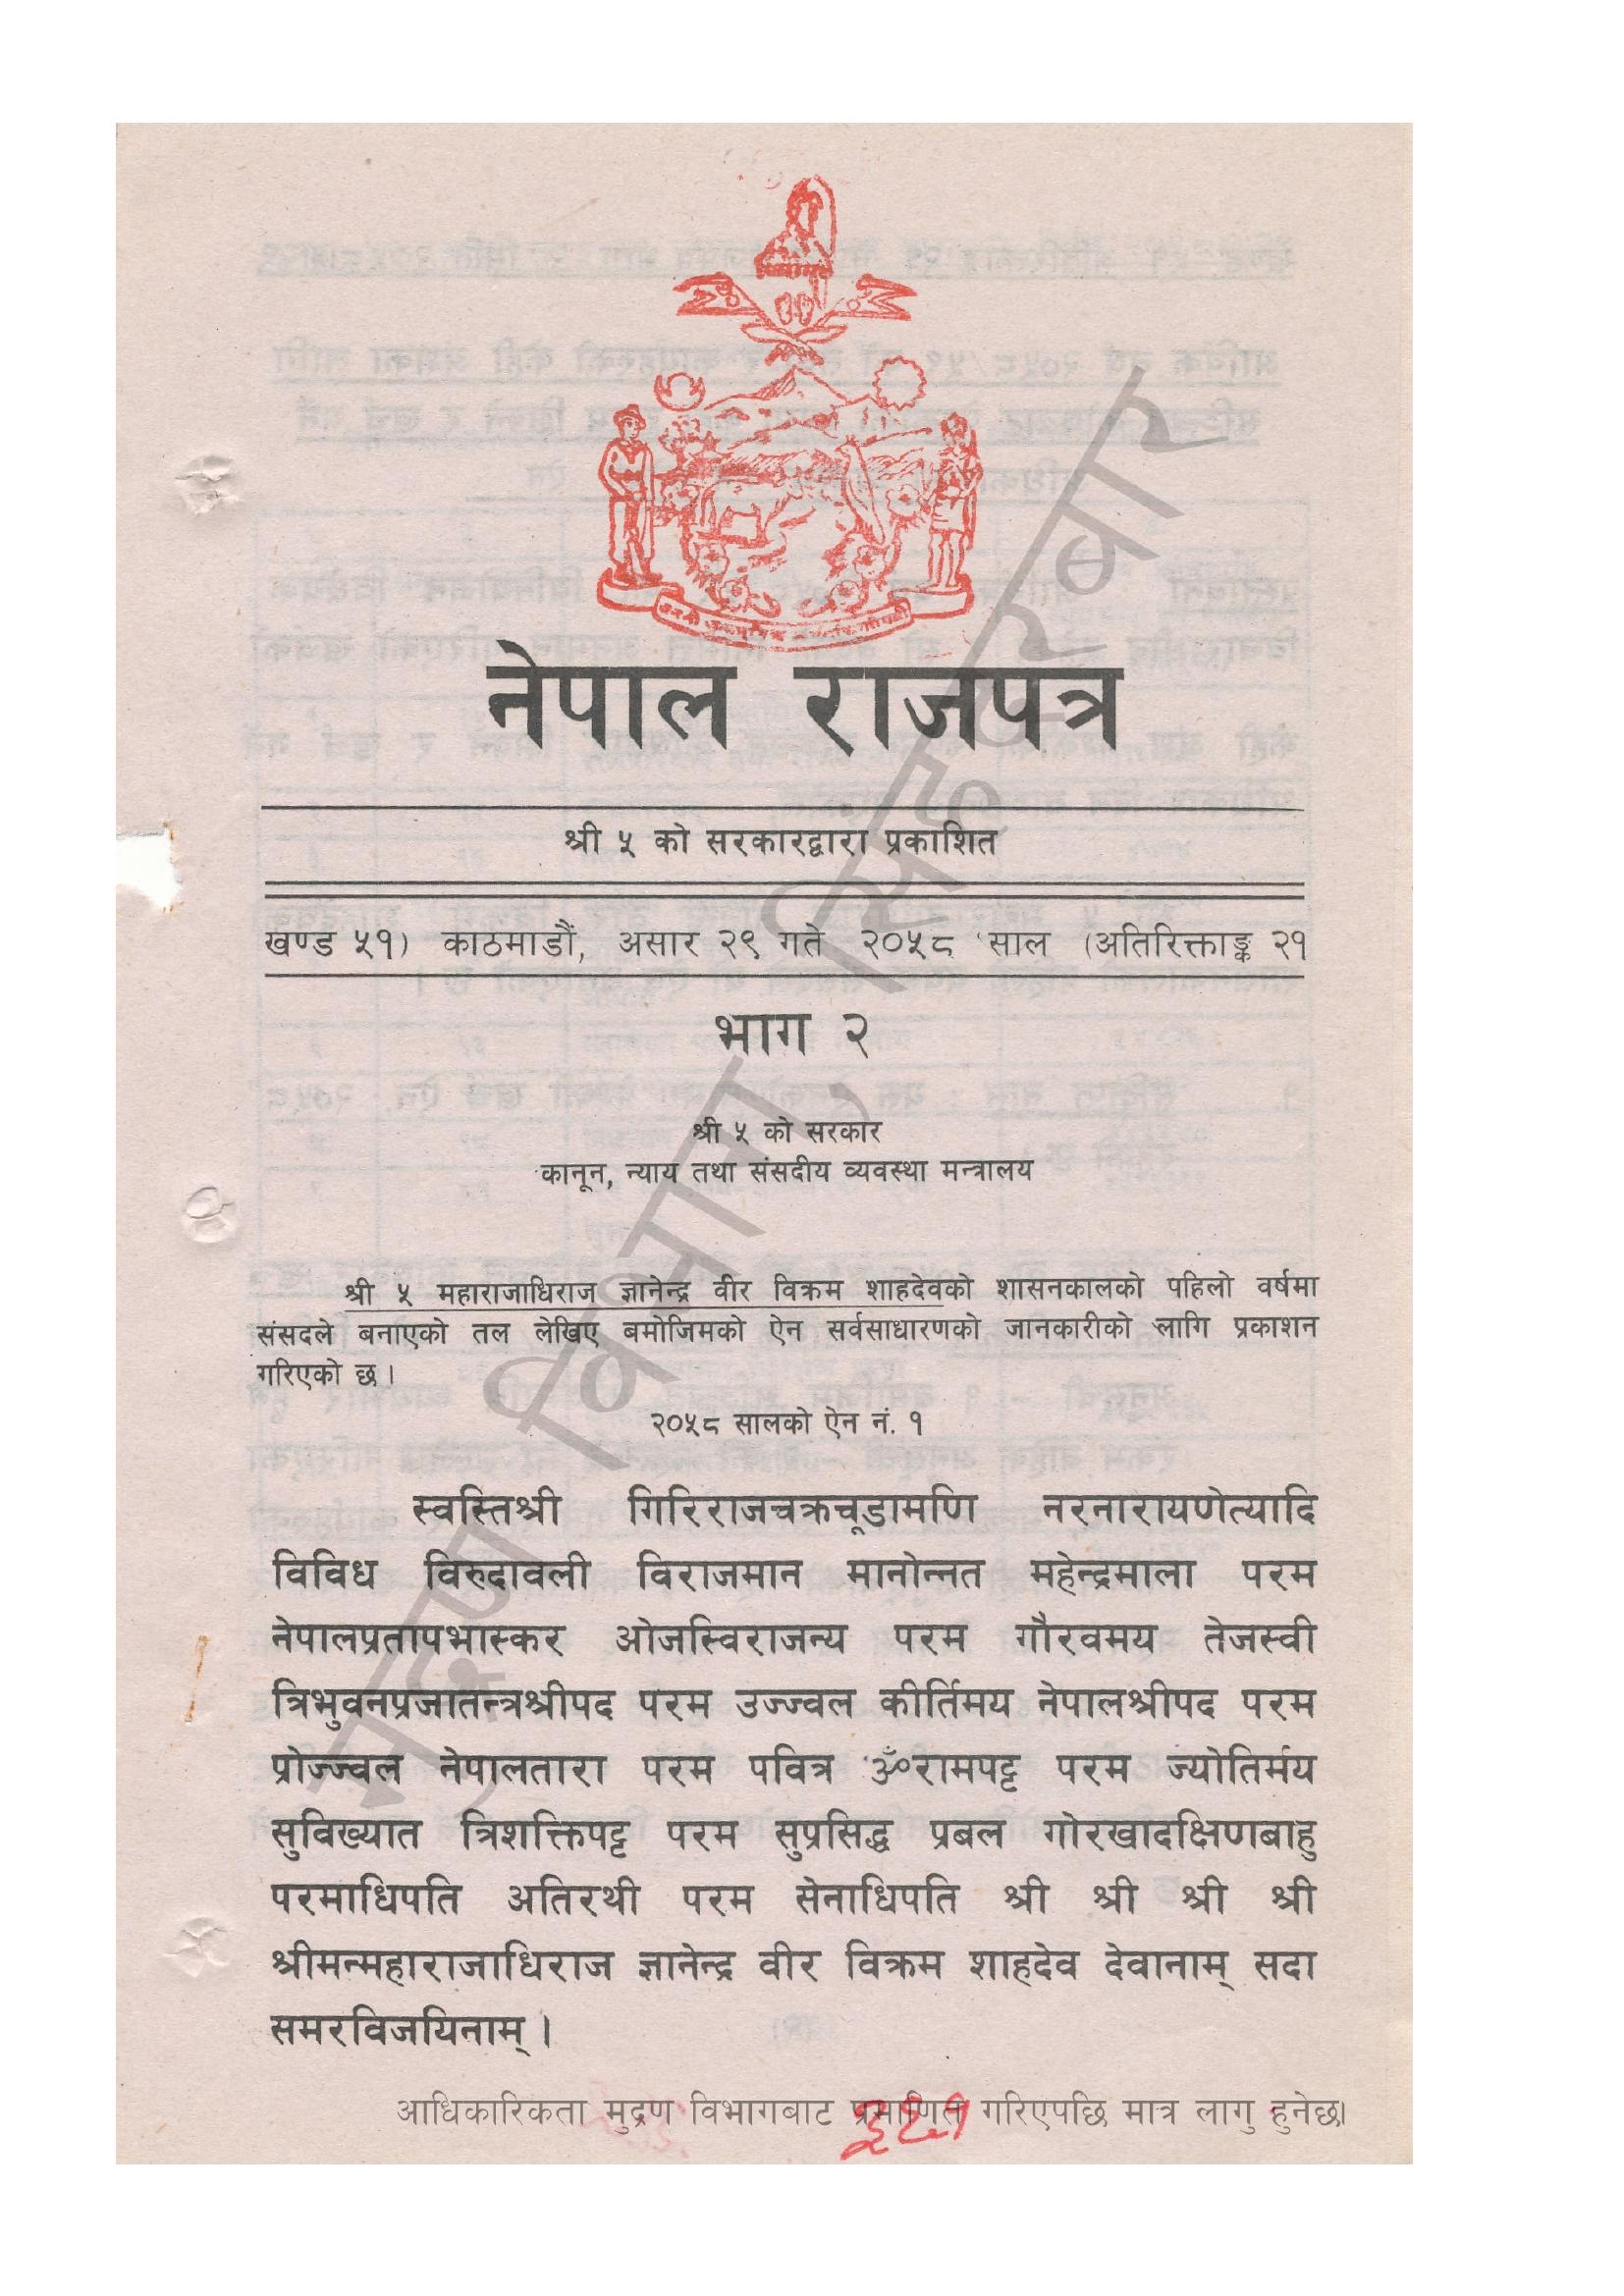 नेपाल राजपत्र
श्री ५ को सरकारद्वारा प्रकाशित
खण्ड ५१) काठमाडौं, असार २९ गते २०५८ साल (अतिरिक्ताङ्क २१
भाग २
श्री ५ को सरकार
कानून, न्याय तथा संसदीय व्यवस्था मन्त्रालय
श्री ५ महाराजाधिराज ज्ञानेन्द्र वीर विक्रम शाहदेवको शासनकालको पहिलो वर्षमा
संसदले बनाएको तल लेखिए बमोजिमको ऐन सर्वसाधारणको जानकारीको लागि प्रकाशन
गरिएको छ।
२०५८ सालको ऐन नं. १
स्वस्तिश्री गिरिराजचक्रचूडामणि नरनारायणेत्यादि
विविध विरुदावली विराजमान मानोन्नत महेन्द्रमाला परम
नेपालप्रतापभास्कर ओजस्विराजन्य परम गौरवमय तेजस्वी
त्रिभुवनप्रजातन्त्रश्रीपद परम उज्ज्वल कीर्तिमय नेपालश्रीपद परम
प्रोज्ज्वल नेपालतारा परम पवित्र ॐरामपट्ट परम ज्योतिर्मय
सुविख्यात त्रिशक्तिपट्ट परम सुप्रसिद्ध प्रबल गोरखादक्षिणबाहु
परमाधिपति अतिरथी परम सेनाधिपति श्री श्री श्री श्री
श्रीमन्महाराजाधिराज ज्ञानेन्द्र वीर विक्रम शाहदेव देवानाम् सदा
समरविजयिनाम्।
आधिकारिकता मुद्रण विभागबाट प्रमाणित गरिएपछि मात्र लागु हुनेछ।
३२१
मुद्रण विभाग, सिंहदरबार